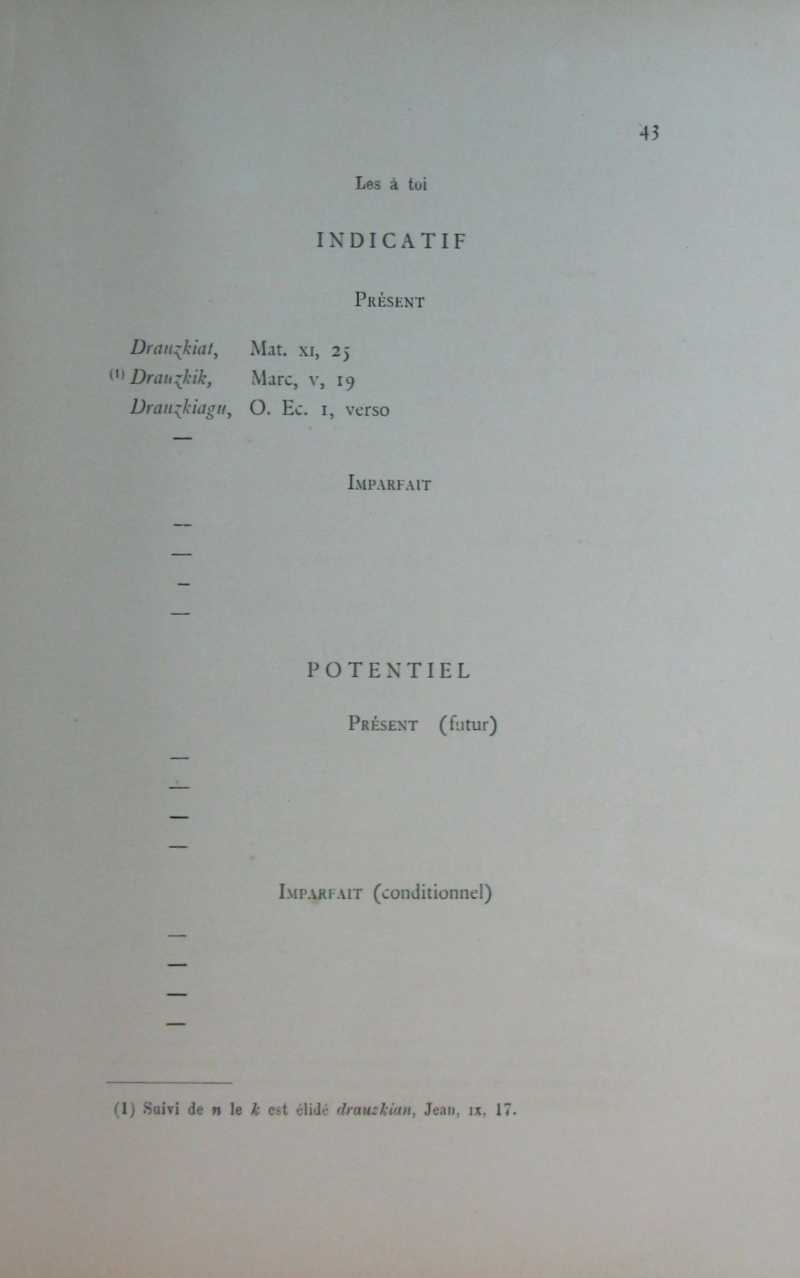 43
Les à toi
INDICATIF
PRÉSENT
Drauzkiat, Mat. XI, 25
(1) Drauzkik, Marc, V, 19
Drauzkiagu, O. Ec. I, verso
—
IMPARFAIT
—
—
–
—
POTENTIEL
PRÉSENT (futur)
—
—
—
—
IMPARFAIT (conditionnel)
—
—
—
—
(1) Suivi de n le k est élidé drauzkian, Jean, IX, 17.